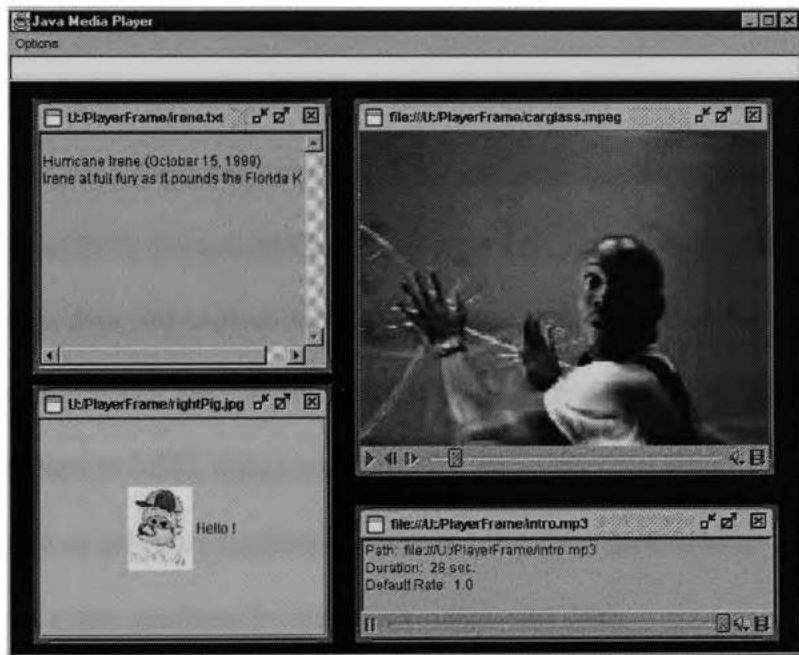 Java Media Player
Options
U:/PlayerFrame/irene.txt
Hurricane Irene (October 15, 1999)
Irene at full fury as it pounds the Florida K
file:///U:/PlayerFrame/carglass.mpeg
U:/PlayerFrame/rightPig.jpg
Hello !
file:///U:/PlayerFrame/intro.mp3
Path: file:///U:/PlayerFrame/intro.mp3
Duration: 28 sec.
Default Rate: 1.0